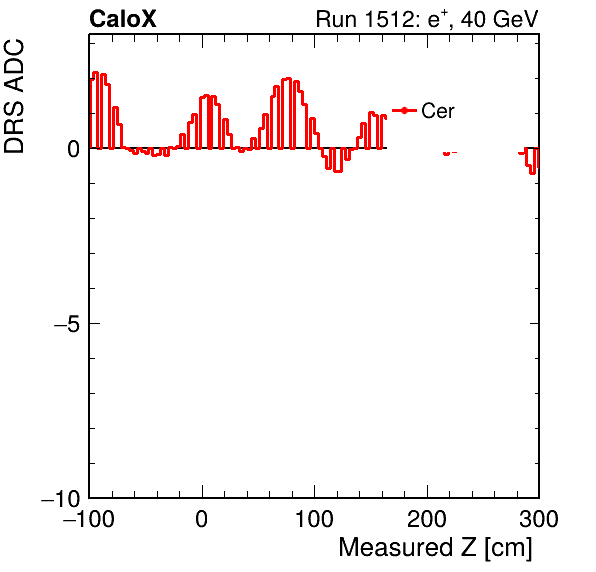 CaloX
Run 1512: e⁺, 40 GeV
DRS ADC
Cer
0
−5
−10
−100 0 100 200 300
Measured Z [cm]